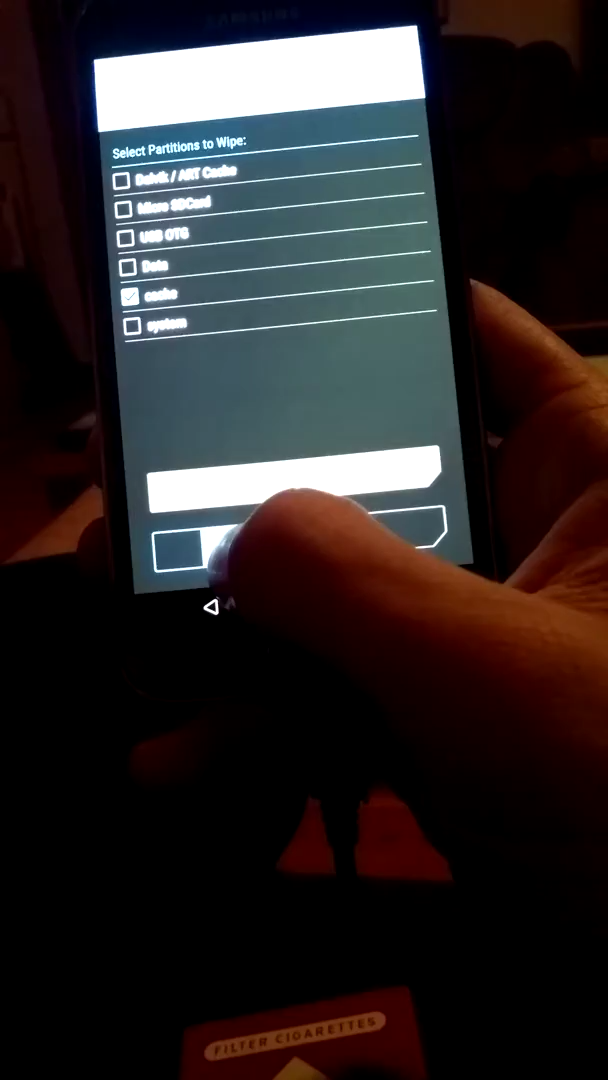 SAMSUNG
Select Partitions to Wipe:
Dalvik / ART Cache
Micro SDCard
USB OTG
Data
cache
system
FILTER CIGARETTES